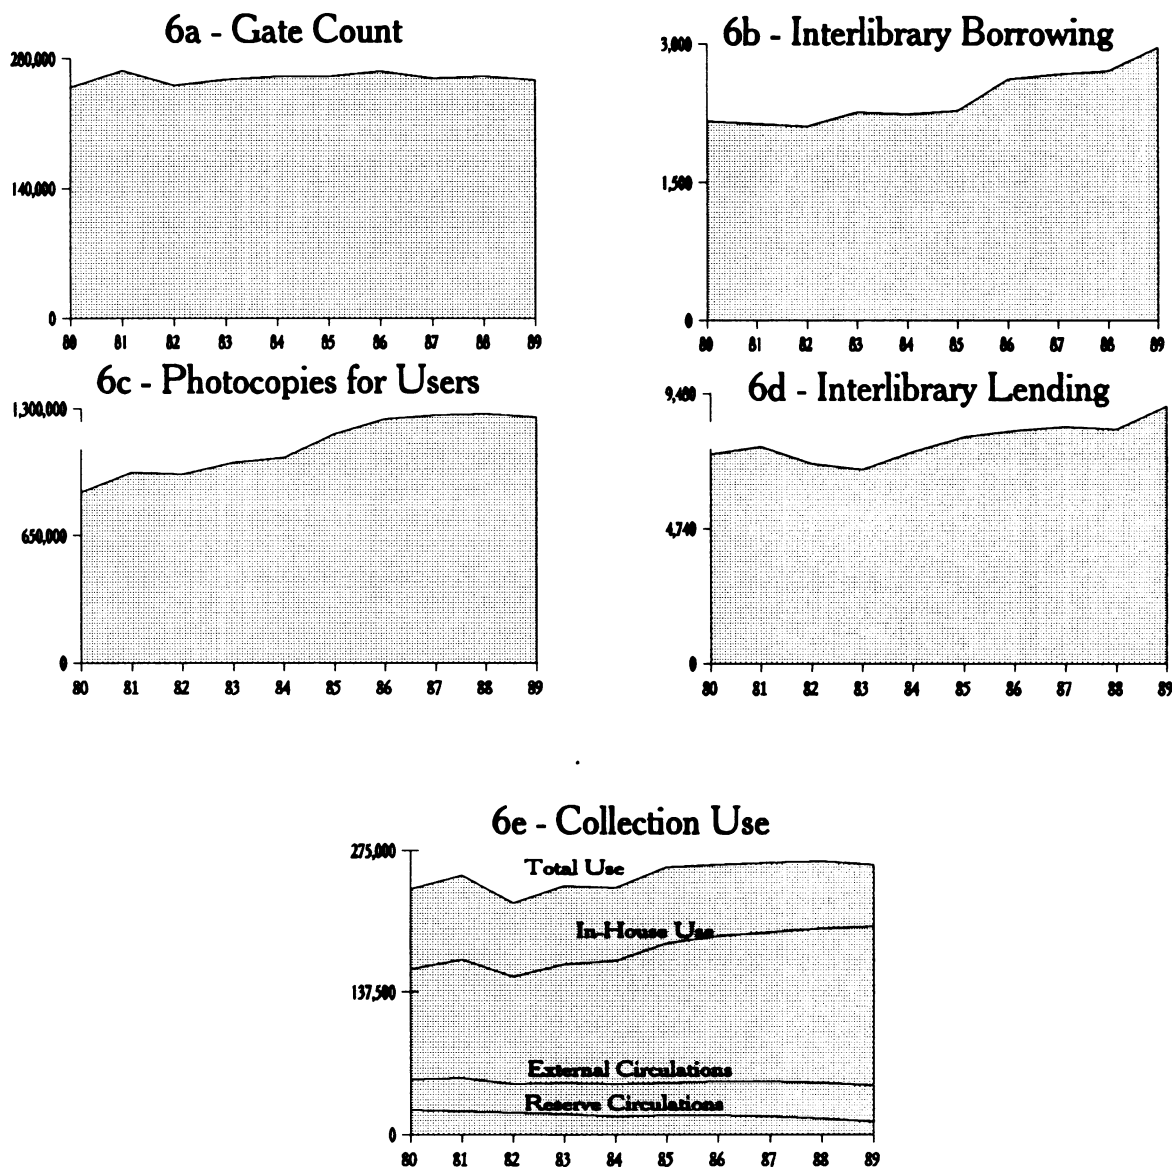 6a - Gate Count
280,000
140,000
0
80 81 82 83 84 85 86 87 88 89
6b - Interlibrary Borrowing
3,000
1,500
0
80 81 82 83 84 85 86 87 88 89
6c - Photocopies for Users
1,300,000
650,000
0
80 81 82 83 84 85 86 87 88 89
6d - Interlibrary Lending
9,480
4,740
0
80 81 82 83 84 85 86 87 88 89
6e - Collection Use
275,000
Total Use
In-House Use
137,500
External Circulations
Reserve Circulations
0
80 81 82 83 84 85 86 87 88 89